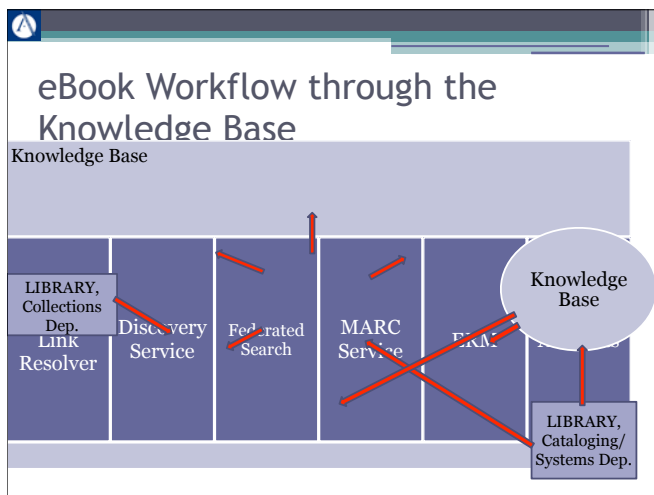 eBook Workflow through the
Knowledge Base
Knowledge Base
LIBRARY,
Collections
Dep.
Link
Resolver
Discovery
Service
Federated
Search
MARC
Service
ERM
Knowledge
Base
LIBRARY,
Cataloging/
Systems Dep.